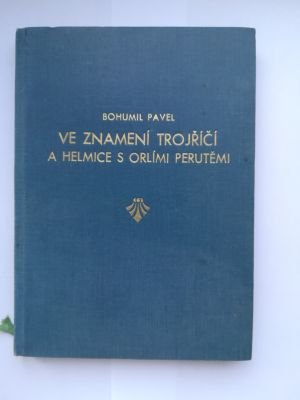 BOHUMIL PAVEL
VE ZNAMENÍ TROJŘÍČÍ
A HELMICE S ORLÍMI PERUTĚMI